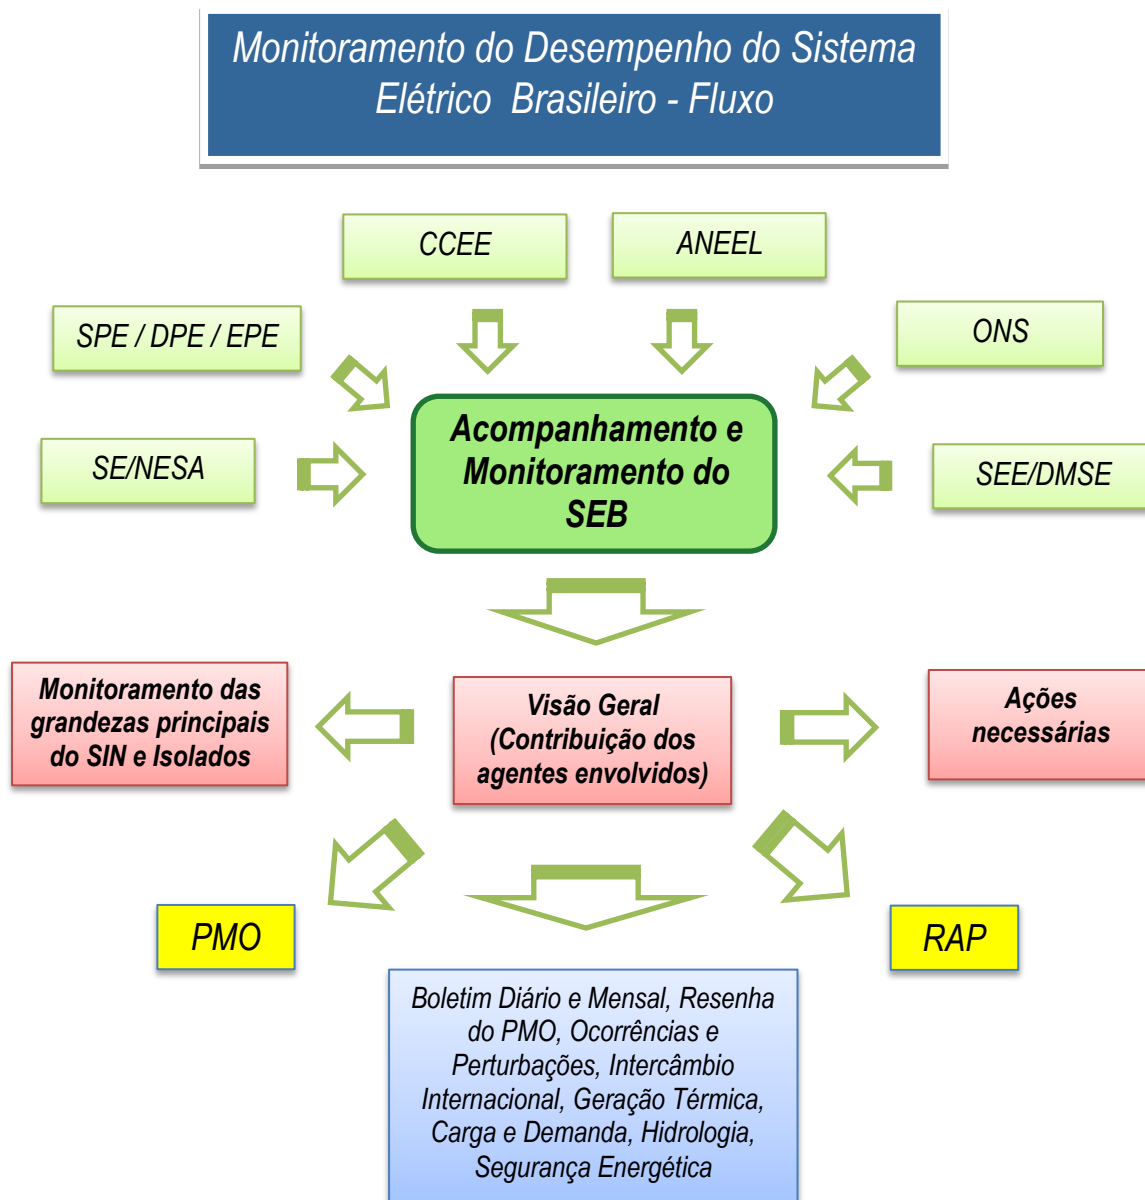 Monitoramento do Desempenho do Sistema
Elétrico Brasileiro - Fluxo
CCEE
ANEEL
SPE / DPE / EPE
ONS
SE/NESA
Acompanhamento e
Monitoramento do
SEB
SEE/DMSE
Monitoramento das
grandezas principais
do SIN e Isolados
Visão Geral
(Contribuição dos
agentes envolvidos)
Ações
necessárias
PMO
RAP
Boletim Diário e Mensal, Resenha
do PMO, Ocorrências e
Perturbações, Intercâmbio
Internacional, Geração Térmica,
Carga e Demanda, Hidrologia,
Segurança Energética